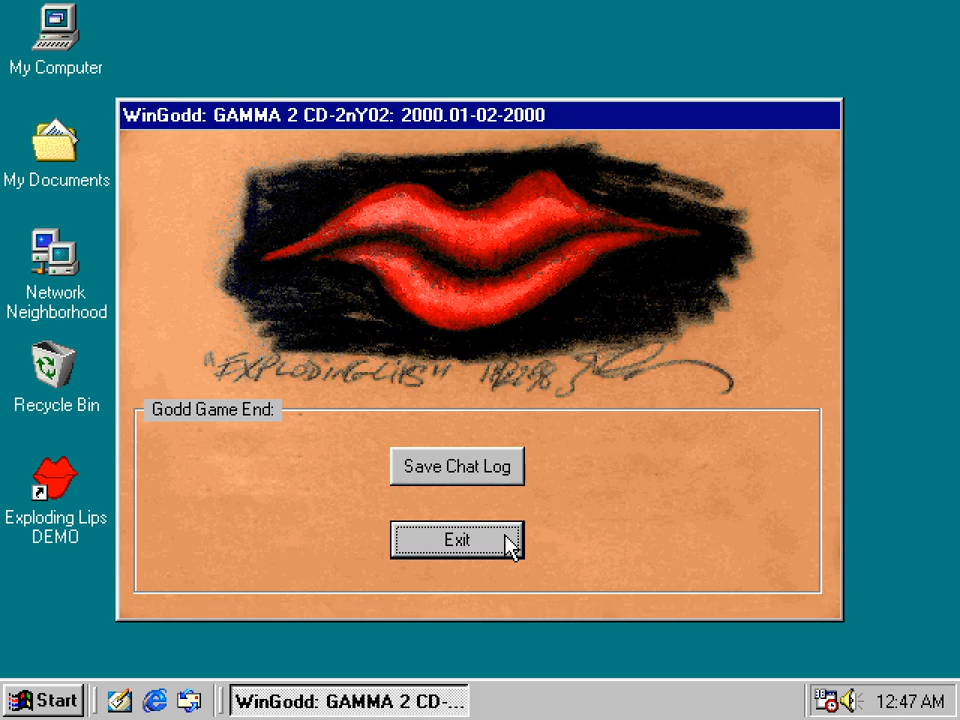 My Computer
My Documents
Network
Neighborhood
Recycle Bin
Exploding Lips
DEMO
WinGodd: GAMMA 2 CD-2nY02: 2000.01-02-2000
"EXPLODING LIPS"
Godd Game End:
Save Chat Log
Exit
Start
WinGodd: GAMMA 2 CD-...
12:47 AM